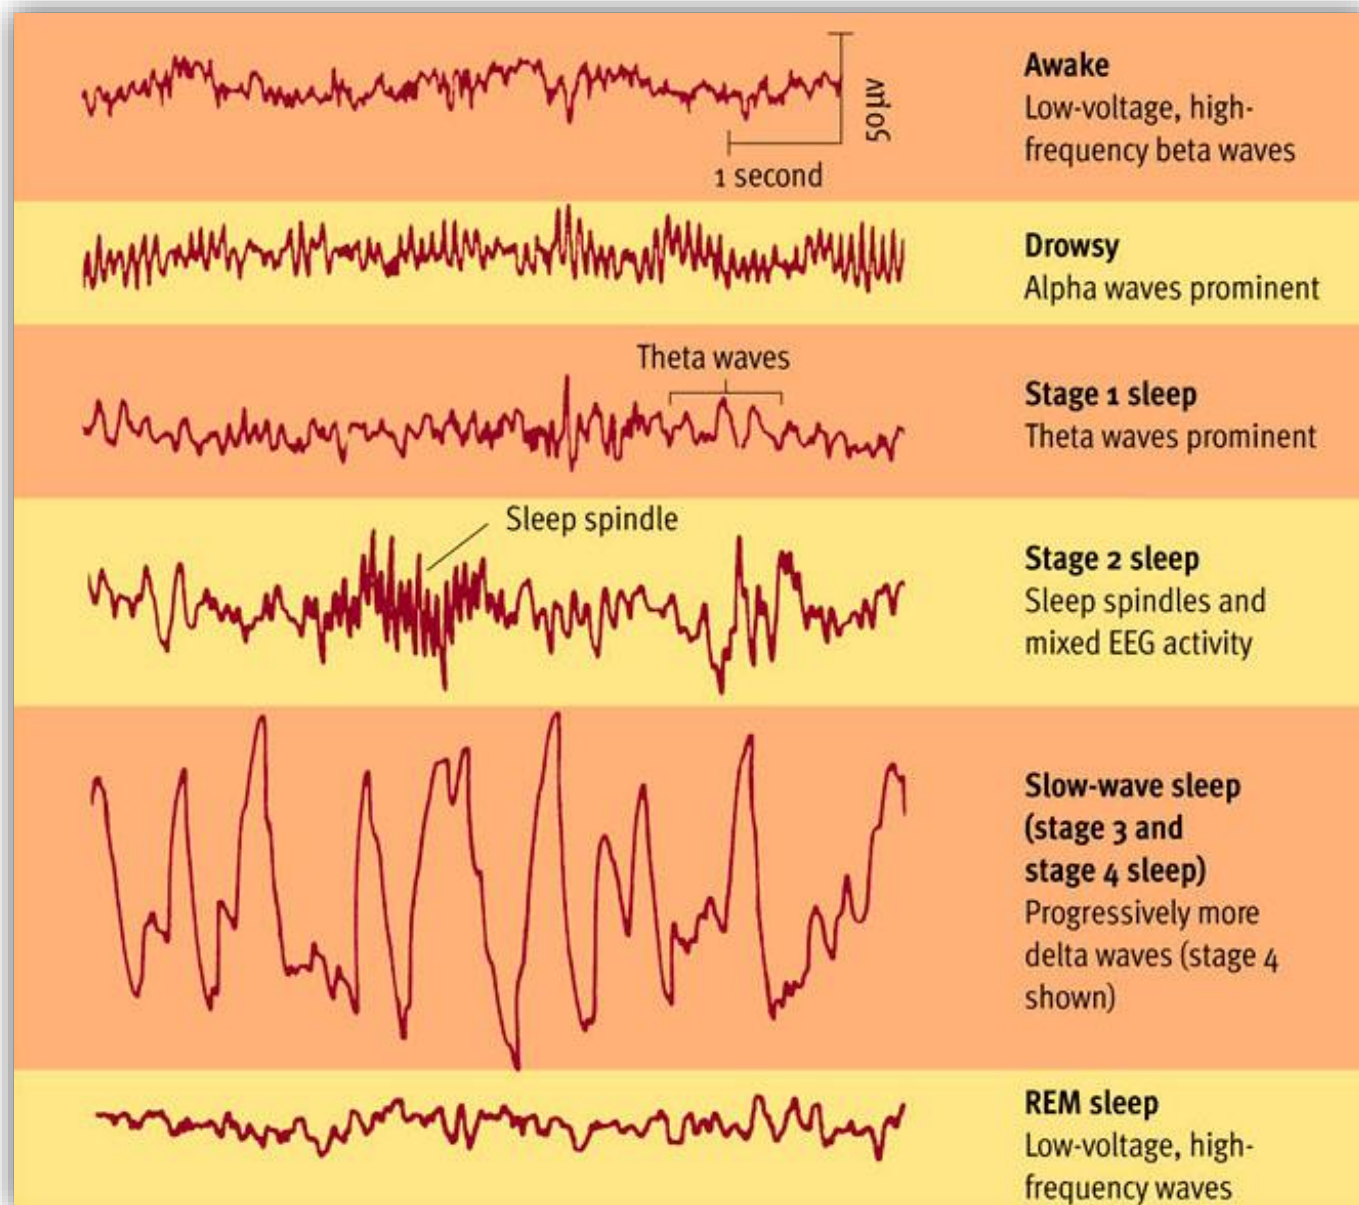 Awake
Low-voltage, high-
frequency beta waves
50μv
1 second
Drowsy
Alpha waves prominent
Theta waves
Stage 1 sleep
Theta waves prominent
Sleep spindle
Stage 2 sleep
Sleep spindles and
mixed EEG activity
Slow-wave sleep
(stage 3 and
stage 4 sleep)
Progressively more
delta waves (stage 4
shown)
REM sleep
Low-voltage, high-
frequency waves